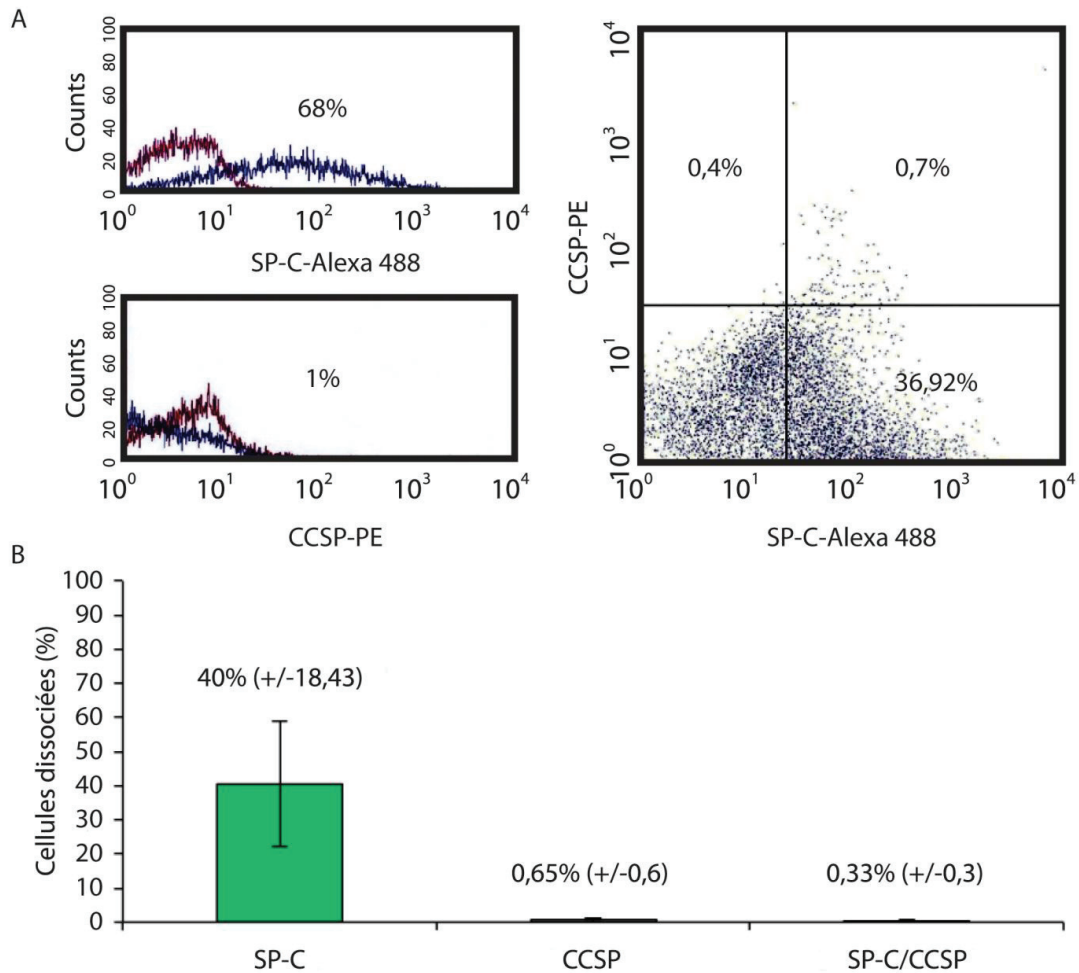 A
100
80
60
40
20
0
Counts
68%
10^0 10^1 10^2 10^3 10^4
SP-C-Alexa 488
100
80
60
40
20
0
Counts
1%
10^0 10^1 10^2 10^3 10^4
CCSP-PE
10^4
10^3
10^2
10^1
10^0
CCSP-PE
0,4%
0,7%
36,92%
10^0 10^1 10^2 10^3 10^4
SP-C-Alexa 488
B
100
90
80
70
60
50
40
30
20
10
0
Cellules dissociées (%)
40% (+/-18,43)
0,65% (+/-0,6)
0,33% (+/-0,3)
SP-C
CCSP
SP-C/CCSP